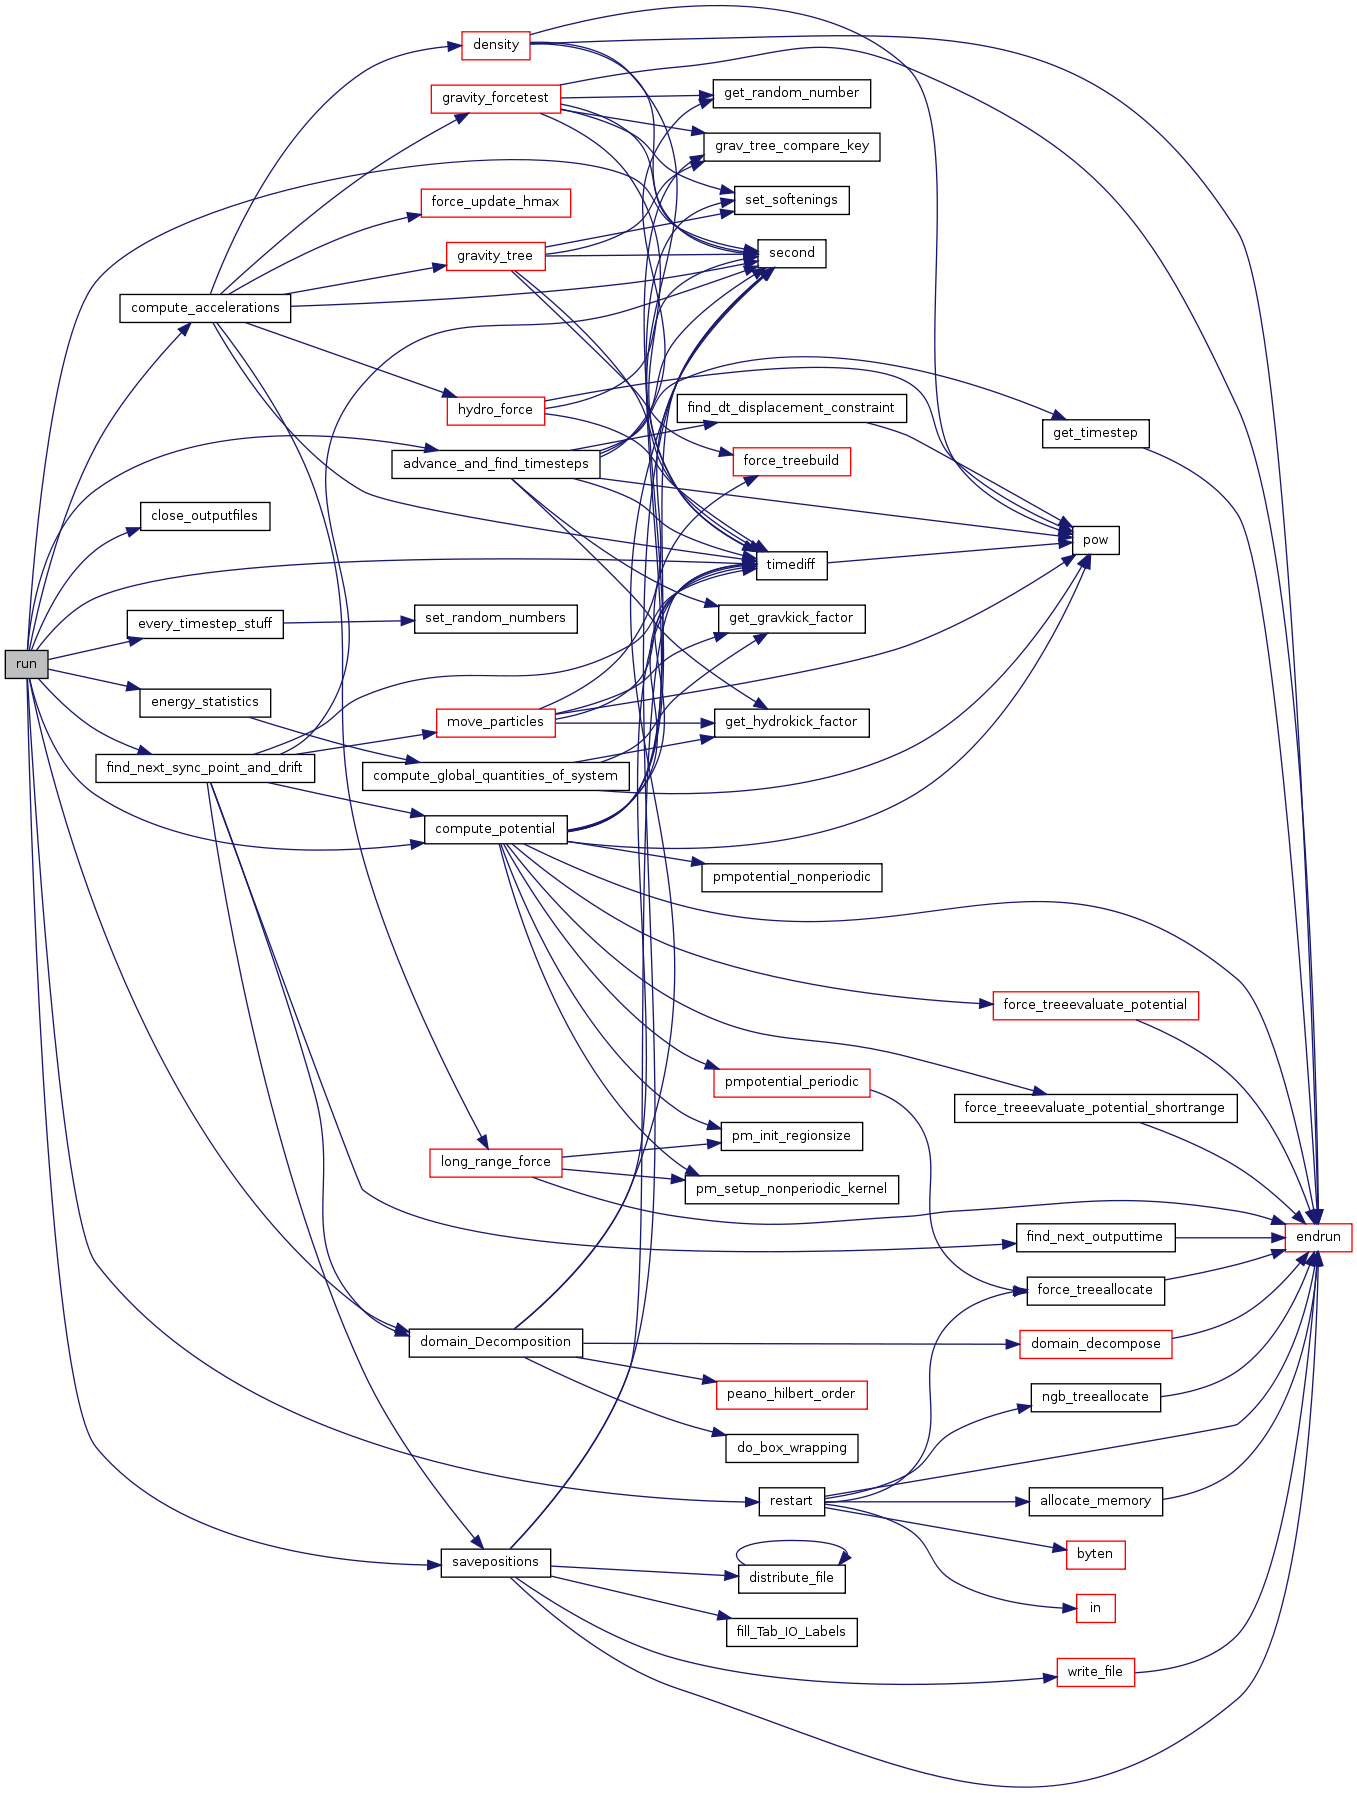 density
gravity_forcetest
get_random_number
grav_tree_compare_key
force_update_hmax
set_softenings
gravity_tree
second
compute_accelerations
hydro_force
find_dt_displacement_constraint
get_timestep
advance_and_find_timesteps
force_treebuild
close_outputfiles
pow
timediff
every_timestep_stuff
set_random_numbers
get_gravkick_factor
run
energy_statistics
move_particles
get_hydrokick_factor
find_next_sync_point_and_drift
compute_global_quantities_of_system
compute_potential
pmpotential_nonperiodic
force_treeevaluate_potential
pmpotential_periodic
force_treeevaluate_potential_shortrange
pm_init_regionsize
long_range_force
pm_setup_nonperiodic_kernel
find_next_outputtime
endrun
force_treeallocate
domain_Decomposition
domain_decompose
peano_hilbert_order
ngb_treeallocate
do_box_wrapping
restart
allocate_memory
byten
savepositions
distribute_file
in
fill_Tab_IO_Labels
write_file